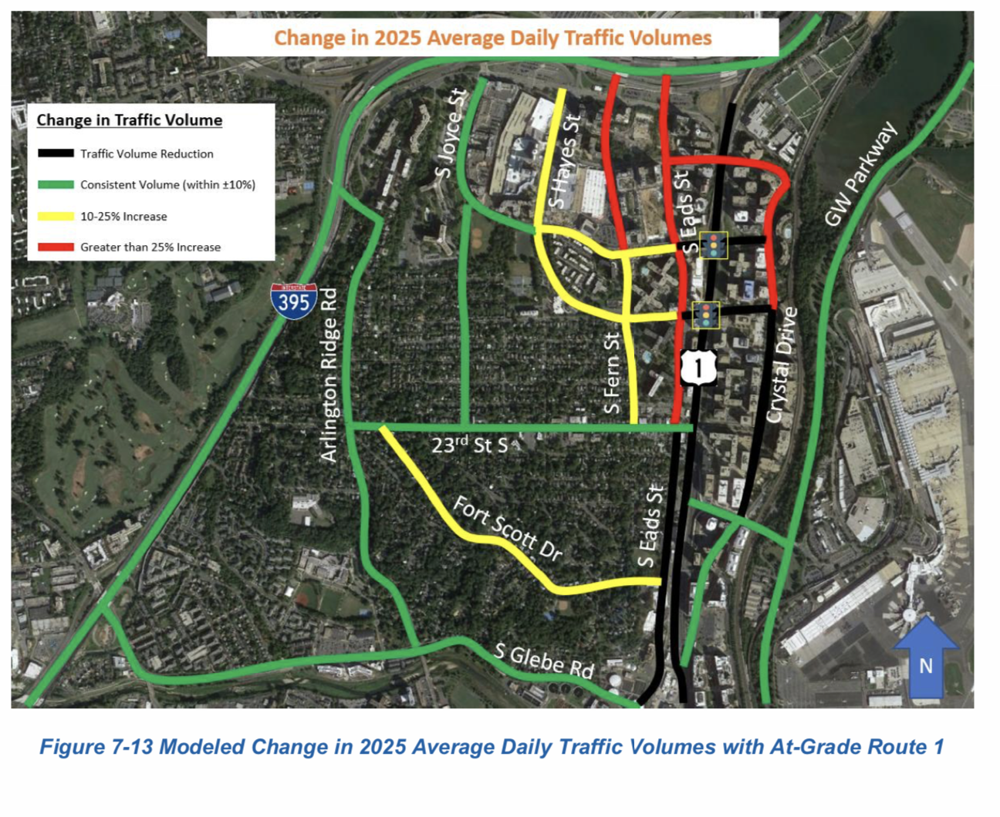 Change in 2025 Average Daily Traffic Volumes
Change in Traffic Volume
Traffic Volume Reduction
Consistent Volume (within ±10%)
10-25% Increase
Greater than 25% Increase
S Joyce St
S Hayes St
S Eads St
GW Parkway
INTERSTATE
395
Arlington Ridge Rd
S Fern St
1
Crystal Drive
23rd St S
Fort Scott Dr
S Eads St
S Glebe Rd
N
Figure 7-13 Modeled Change in 2025 Average Daily Traffic Volumes with At-Grade Route 1